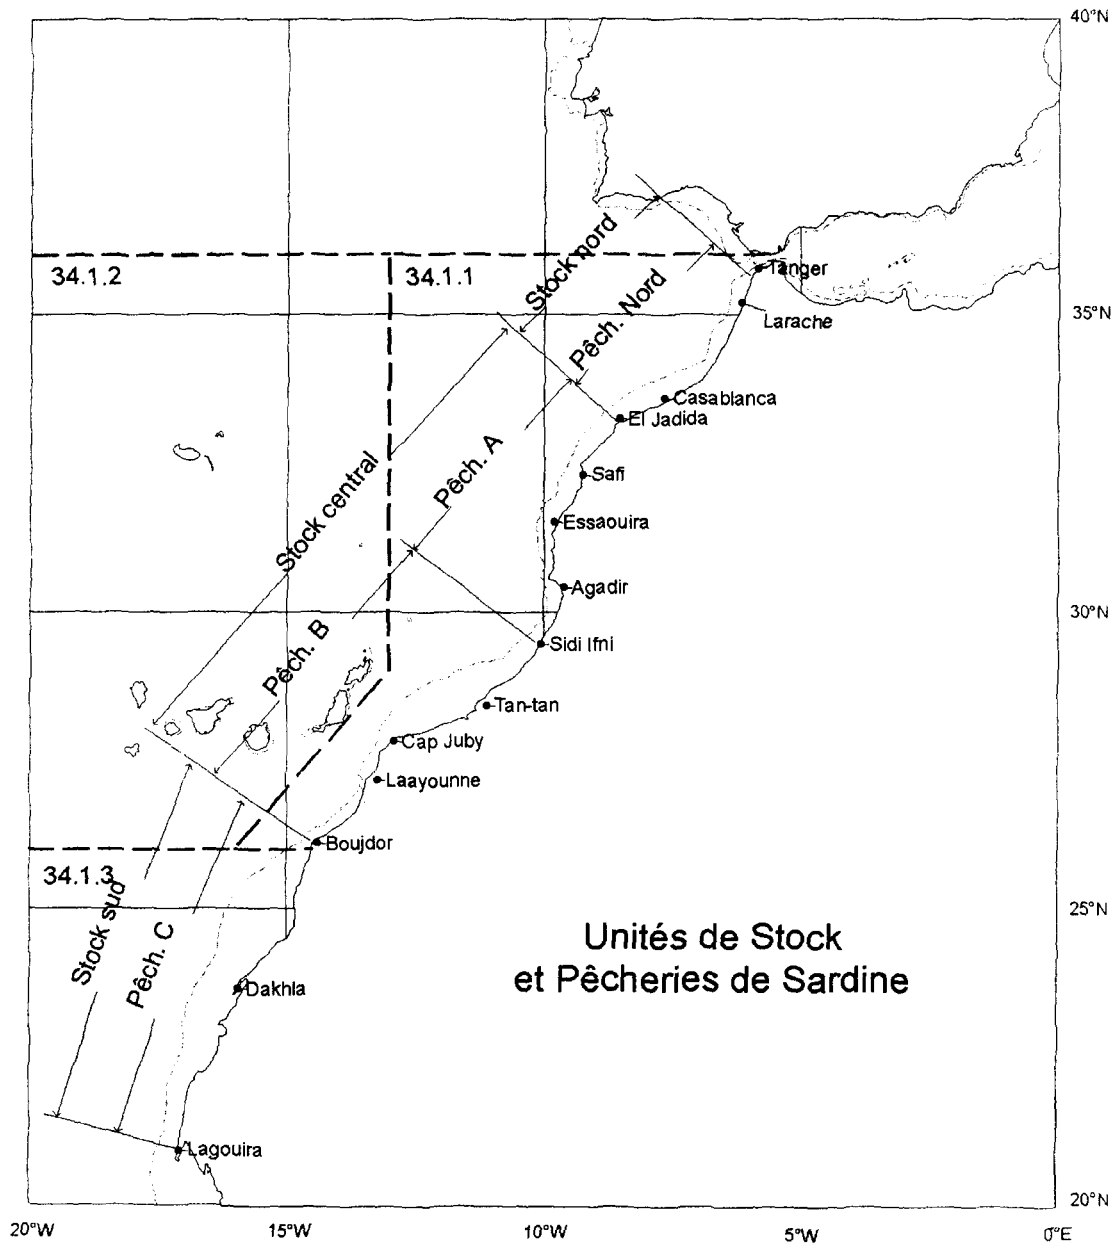 40°N
34.1.2
34.1.1
Stock nord
Tanger
Larache
35°N
Pêch. Nord
Casablanca
El Jadida
Stock central
Pêch. A
Safi
Essaouira
Agadir
30°N
Sidi Ifni
Pêch. B
Tan-tan
Cap Juby
Laayounne
Boujdor
34.1.3
25°N
Stock sud
Pêch. C
Unités de Stock
et Pêcheries de Sardine
Dakhla
Lagouira
20°N
20°W
15°W
10°W
5°W
0°E